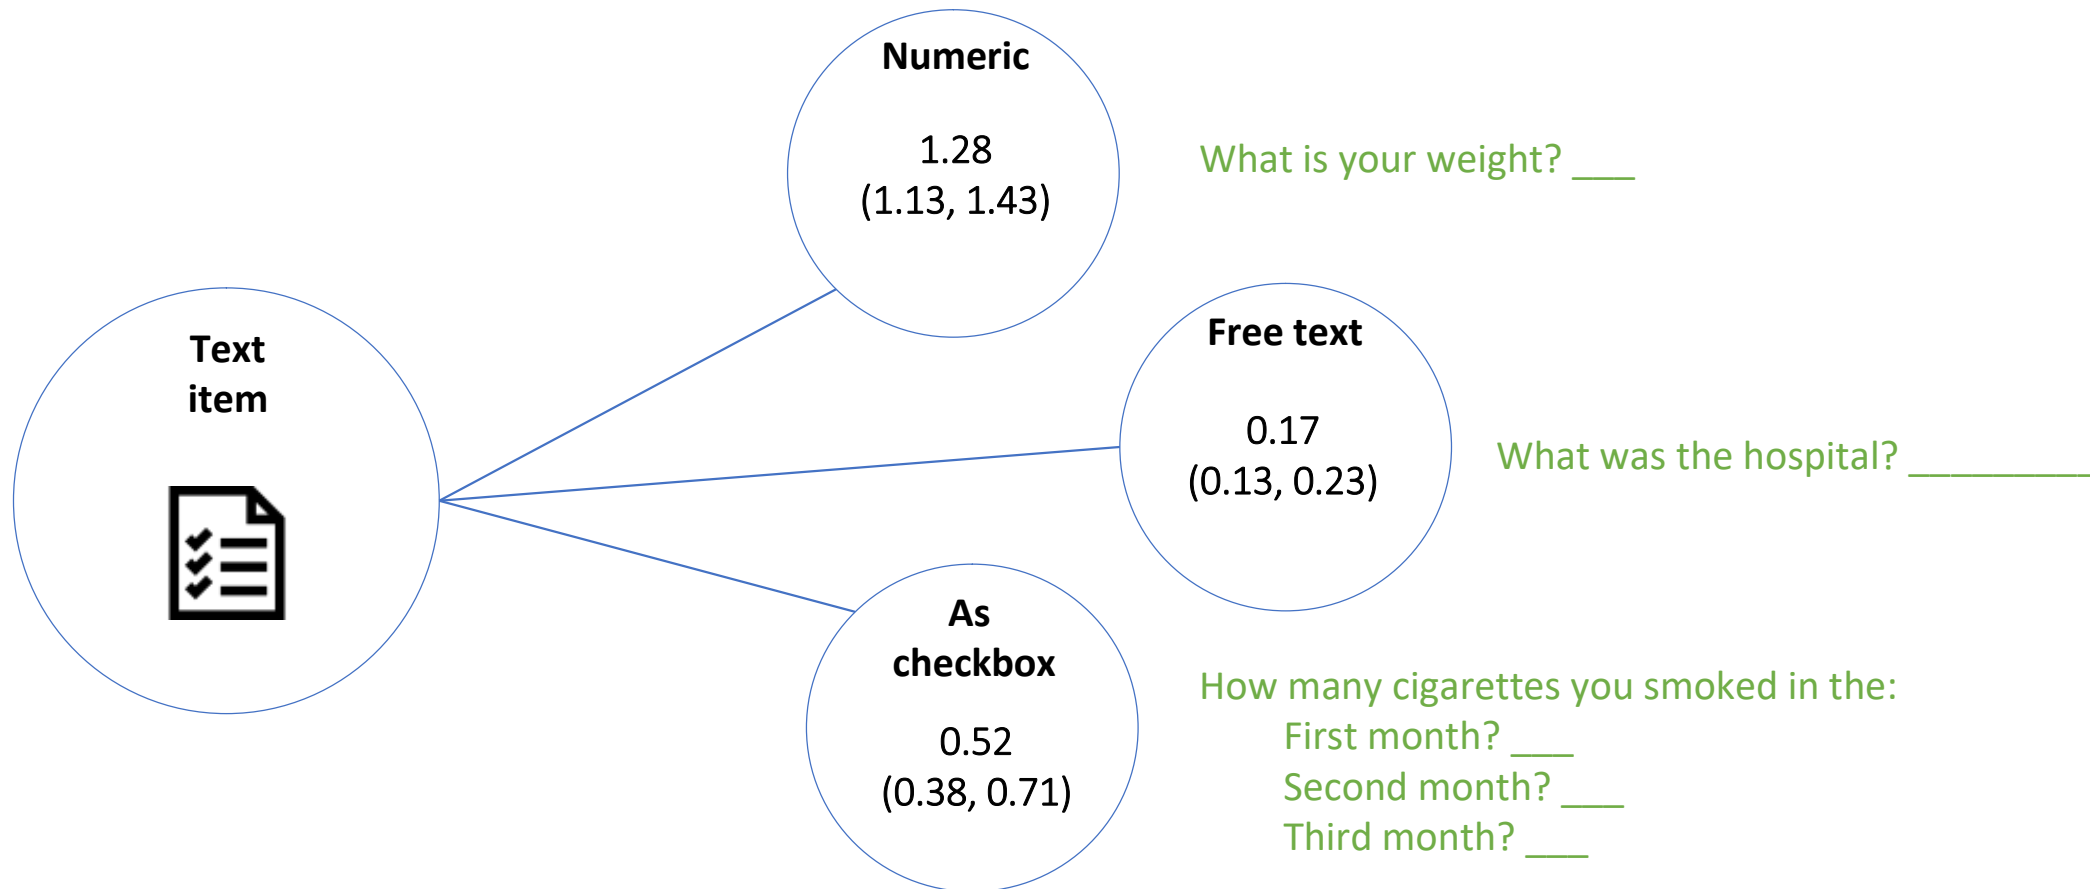 Text
item
Numeric
1.28
(1.13, 1.43)
What is your weight? ___
Free text
0.17
(0.13, 0.23)
What was the hospital? _________
As
checkbox
0.52
(0.38, 0.71)
How many cigarettes you smoked in the:
First month? ___
Second month? ___
Third month? ___